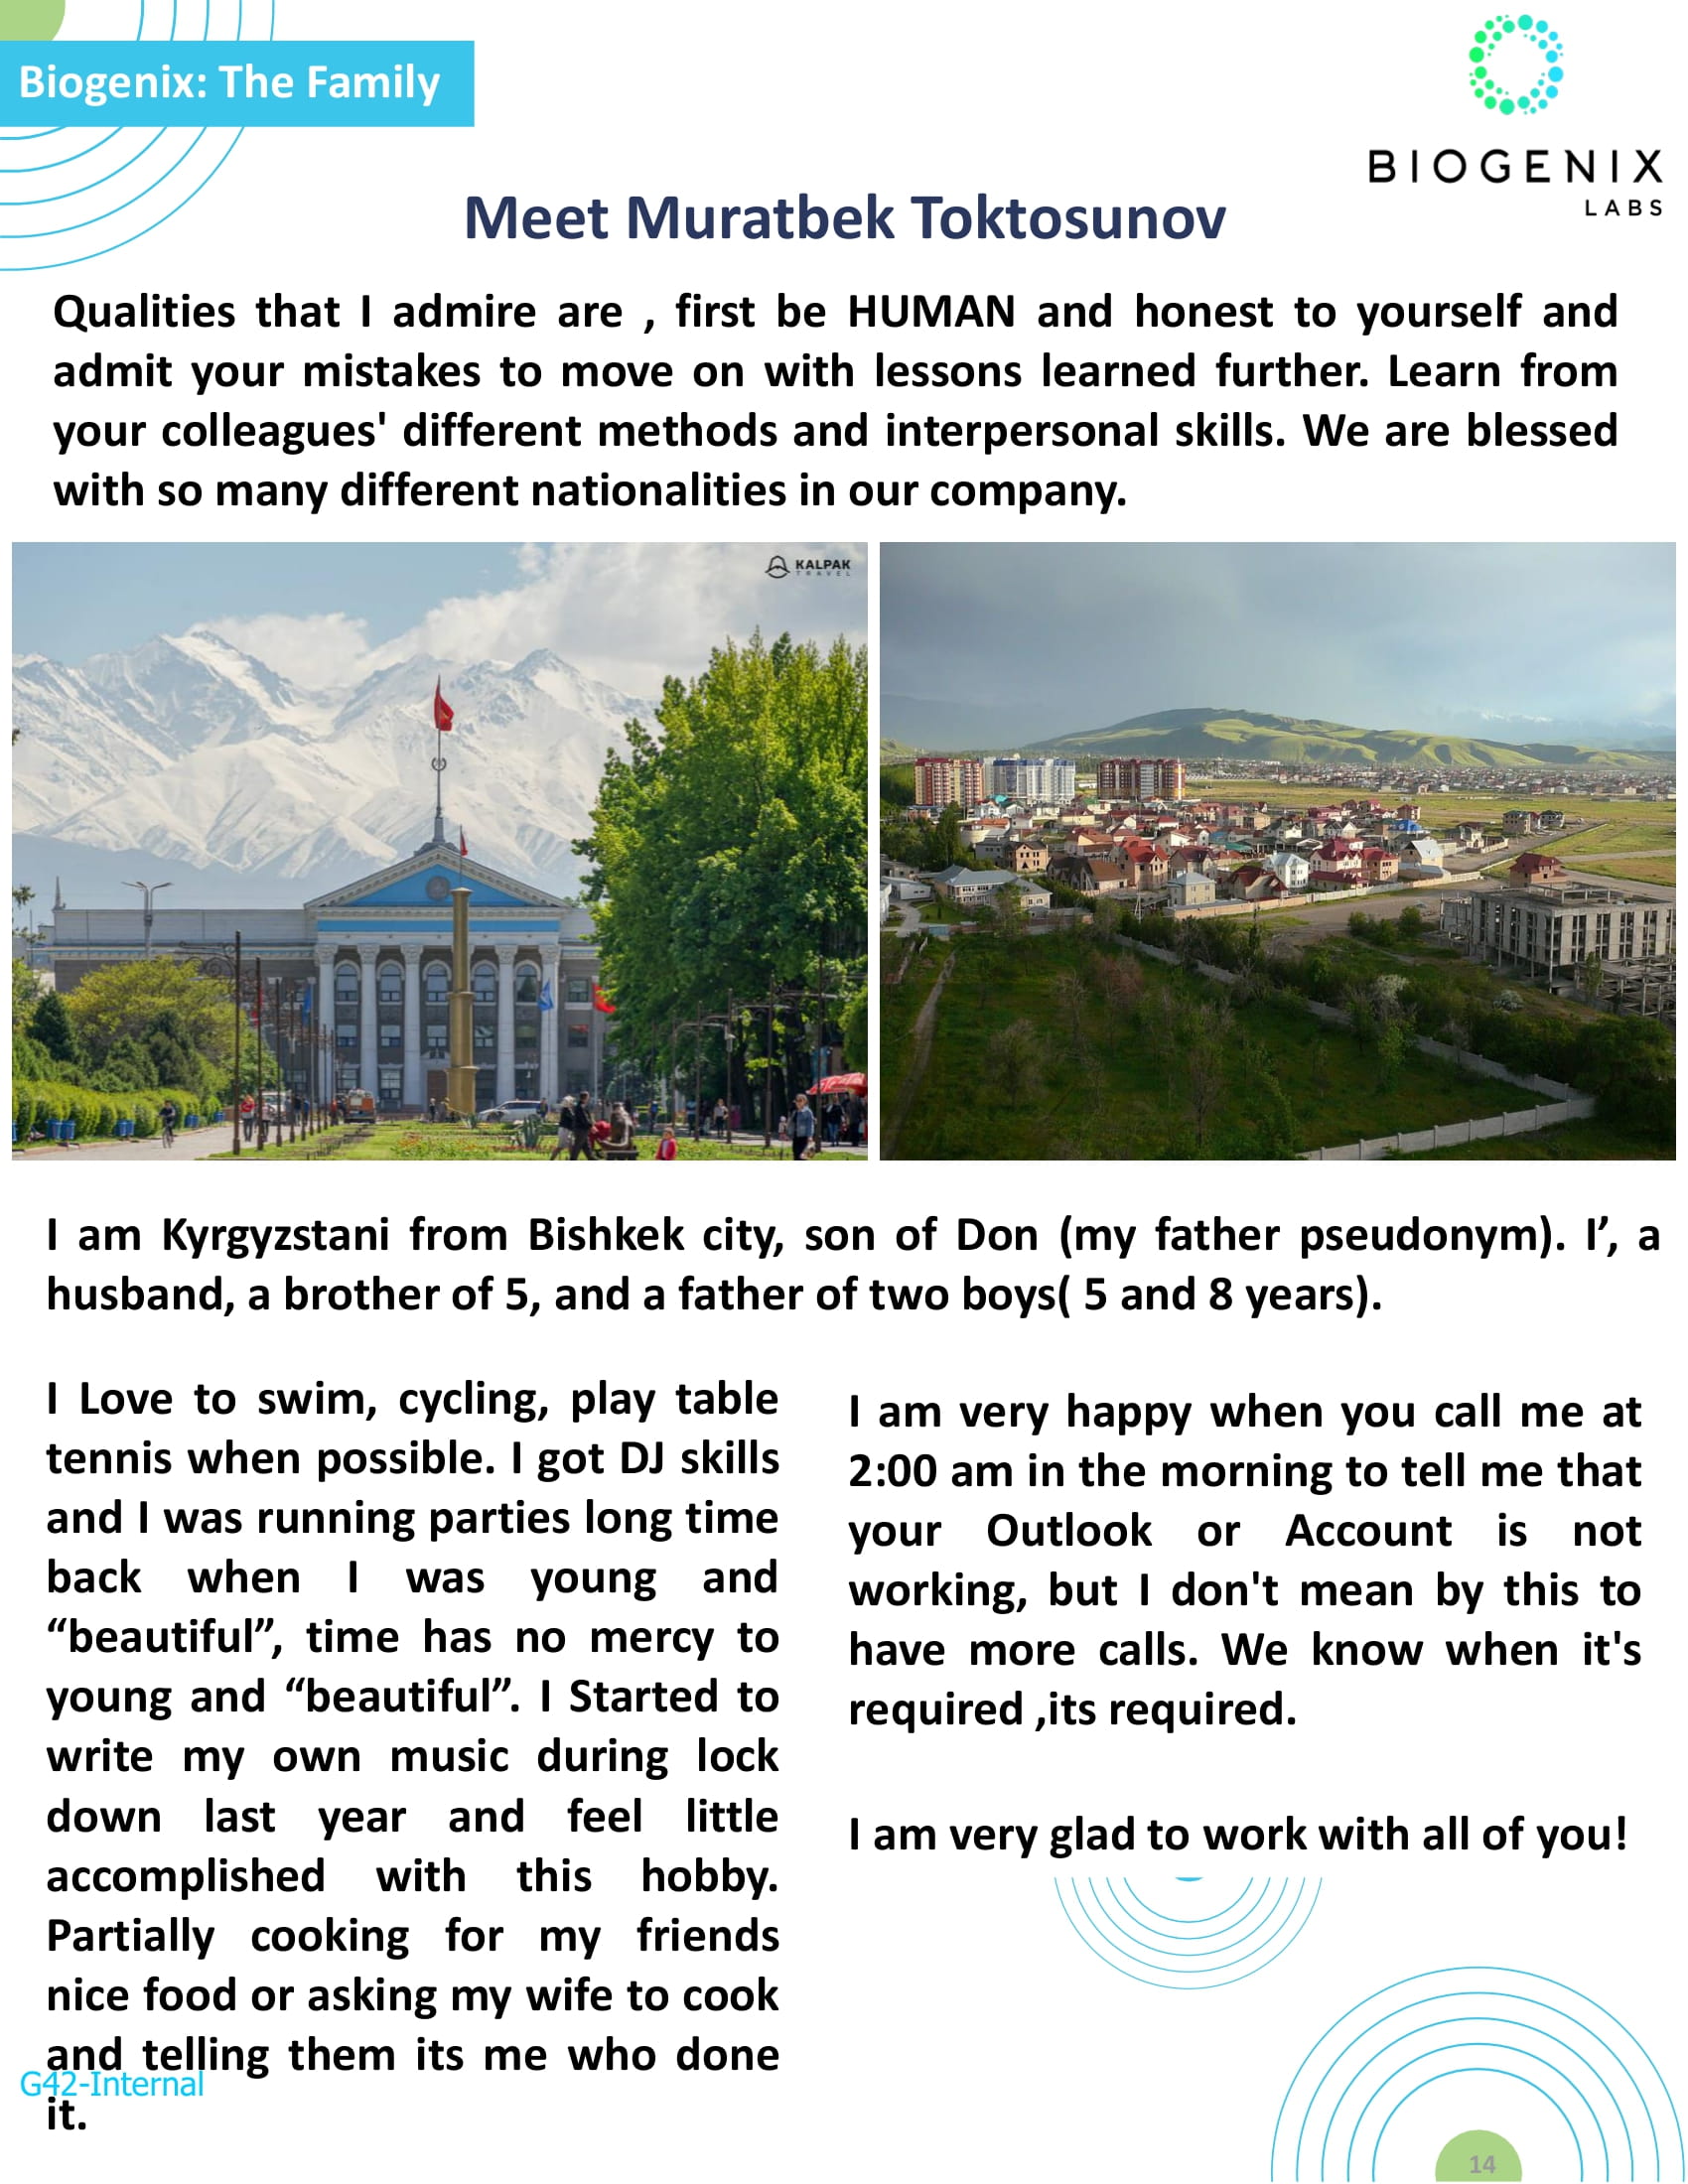 Biogenix: The Family
BIOGENIX
LABS
Meet Muratbek Toktosunov
Qualities that I admire are , first be HUMAN and honest to yourself and
admit your mistakes to move on with lessons learned further. Learn from
your colleagues' different methods and interpersonal skills. We are blessed
with so many different nationalities in our company.
KALPAK
TRAVEL
I am Kyrgyzstani from Bishkek city, son of Don (my father pseudonym). I’, a
husband, a brother of 5, and a father of two boys( 5 and 8 years).
I Love to swim, cycling, play table
tennis when possible. I got DJ skills
and I was running parties long time
back when I was young and
“beautiful”, time has no mercy to
young and “beautiful”. I Started to
write my own music during lock
down last year and feel little
accomplished with this hobby.
Partially cooking for my friends
nice food or asking my wife to cook
and telling them its me who done
it.
I am very happy when you call me at
2:00 am in the morning to tell me that
your Outlook or Account is not
working, but I don't mean by this to
have more calls. We know when it's
required ,its required.
I am very glad to work with all of you!
G42-Internal
14